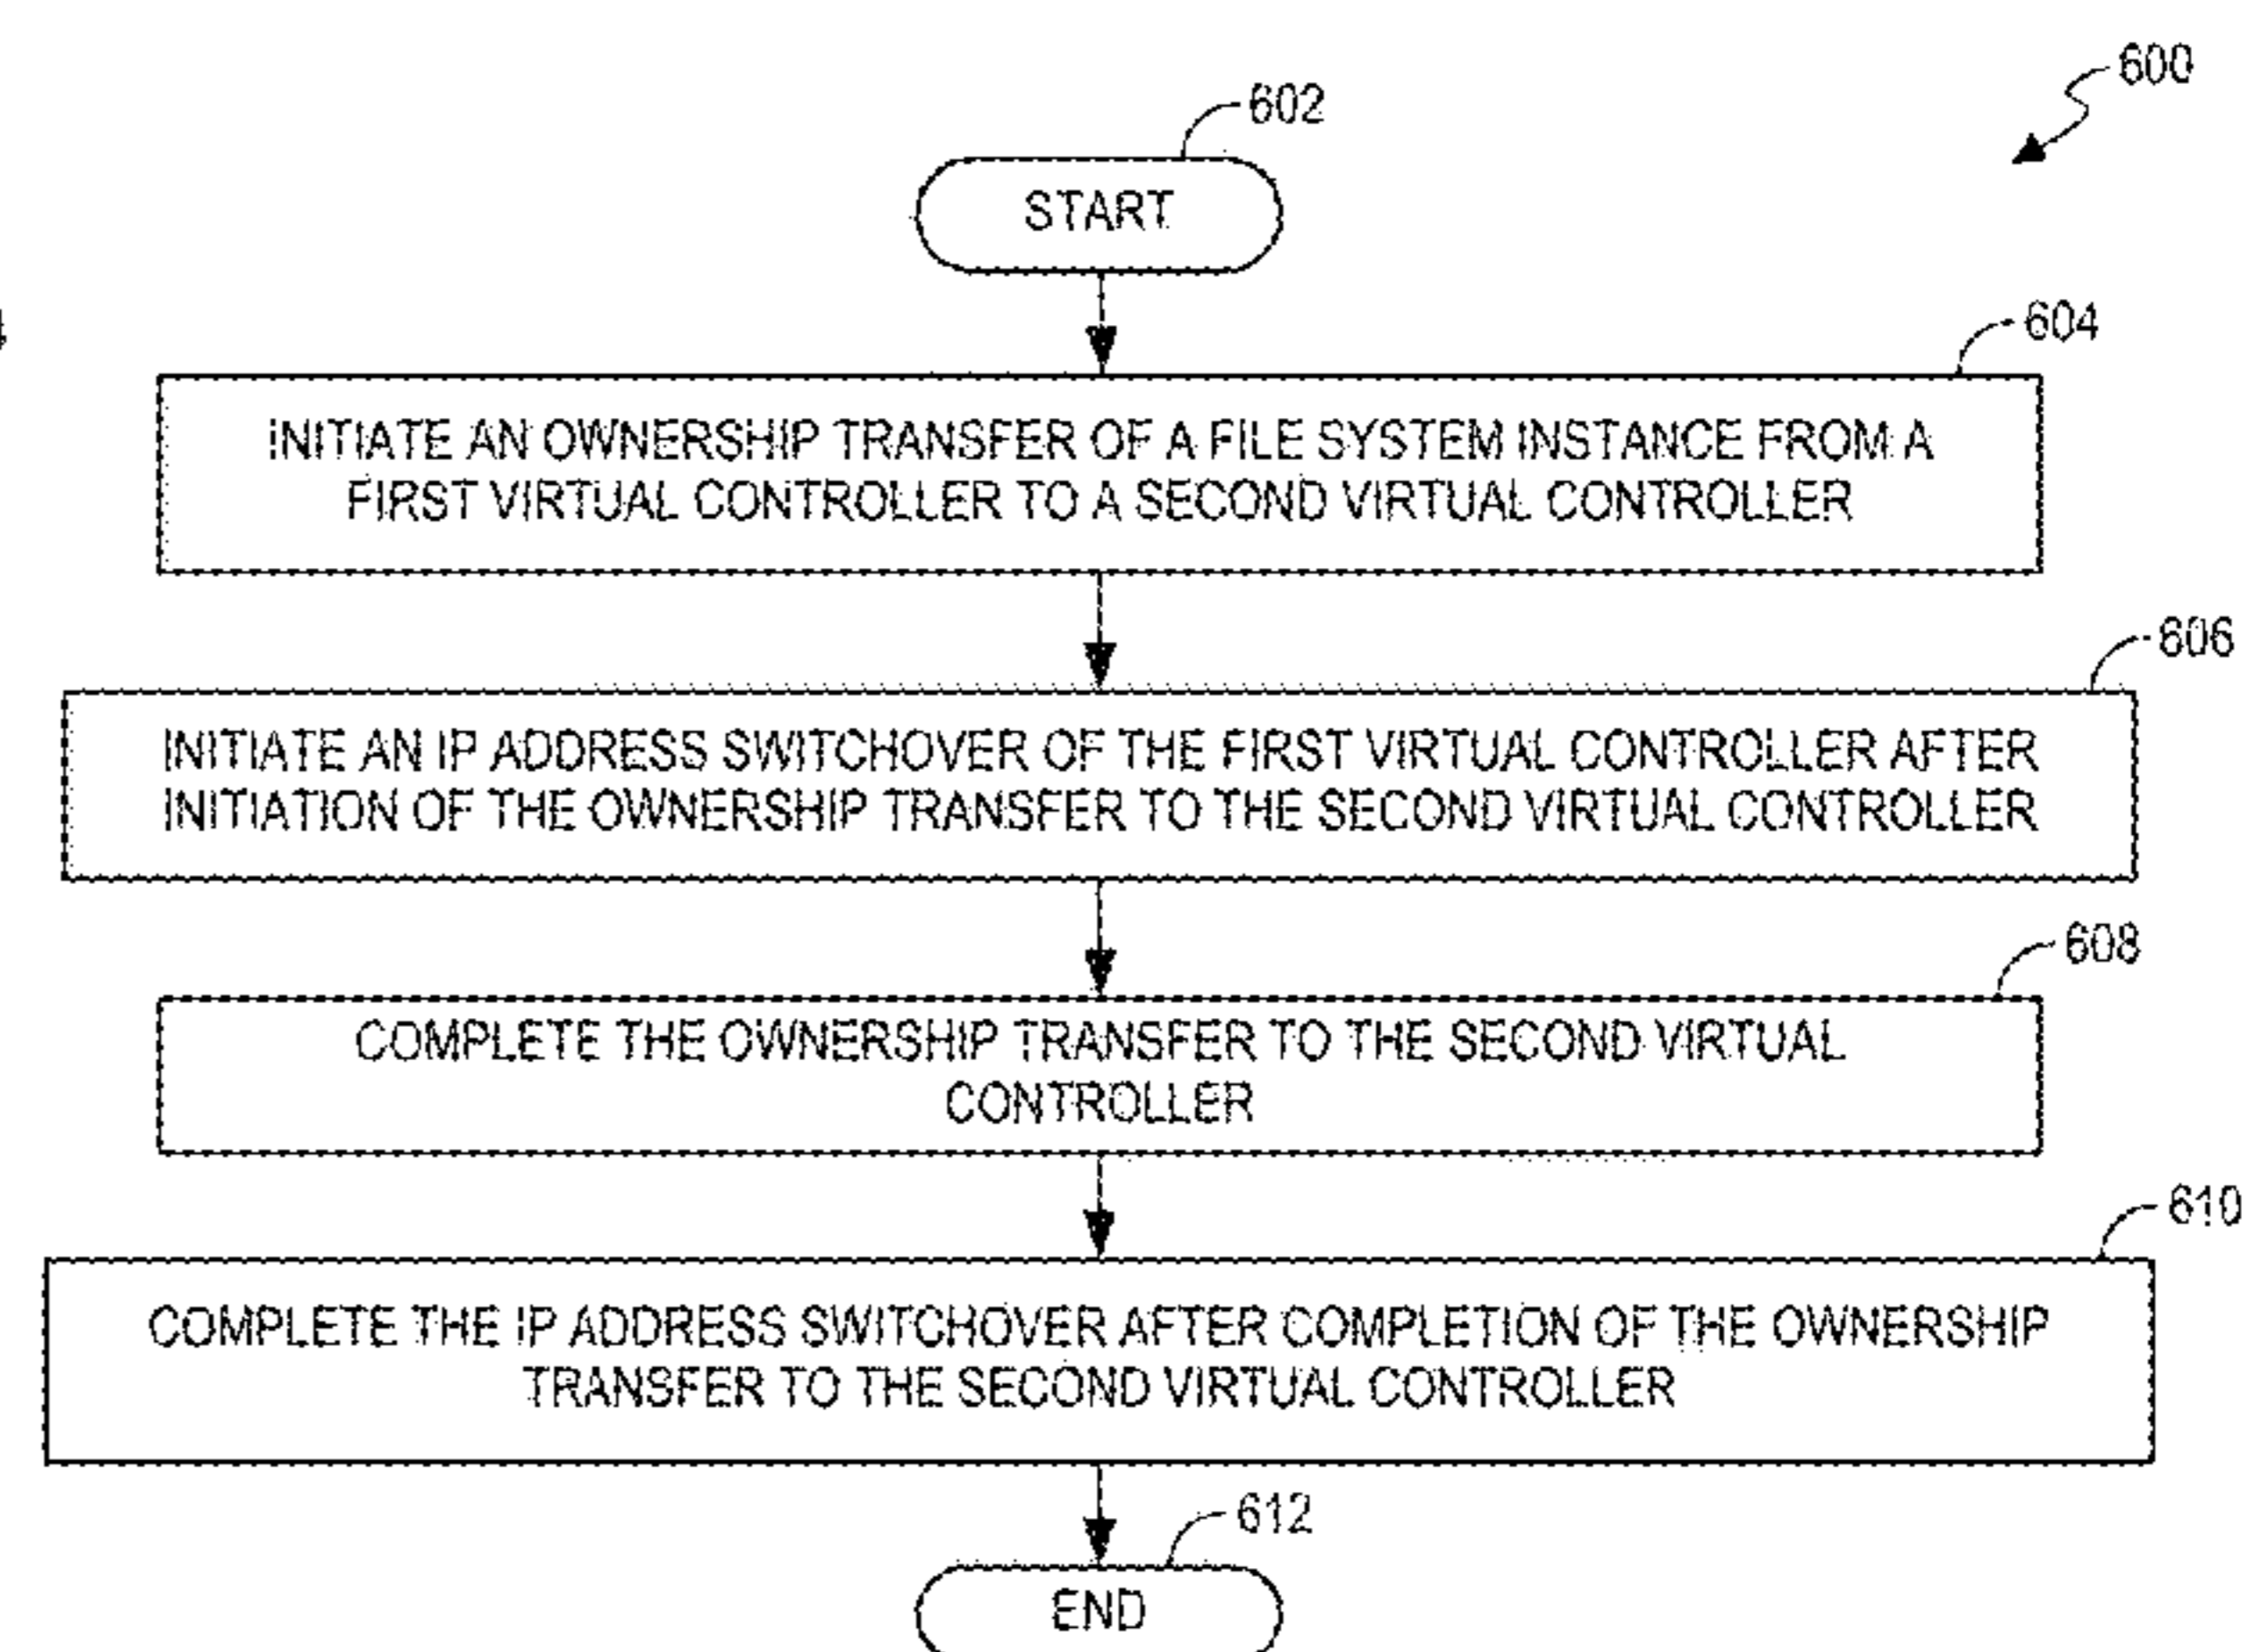 600
602
START
604
INITIATE AN OWNERSHIP TRANSFER OF A FILE SYSTEM INSTANCE FROM A
FIRST VIRTUAL CONTROLLER TO A SECOND VIRTUAL CONTROLLER
606
INITIATE AN IP ADDRESS SWITCHOVER OF THE FIRST VIRTUAL CONTROLLER AFTER
INITIATION OF THE OWNERSHIP TRANSFER TO THE SECOND VIRTUAL CONTROLLER
608
COMPLETE THE OWNERSHIP TRANSFER TO THE SECOND VIRTUAL
CONTROLLER
610
COMPLETE THE IP ADDRESS SWITCHOVER AFTER COMPLETION OF THE OWNERSHIP
TRANSFER TO THE SECOND VIRTUAL CONTROLLER
612
END